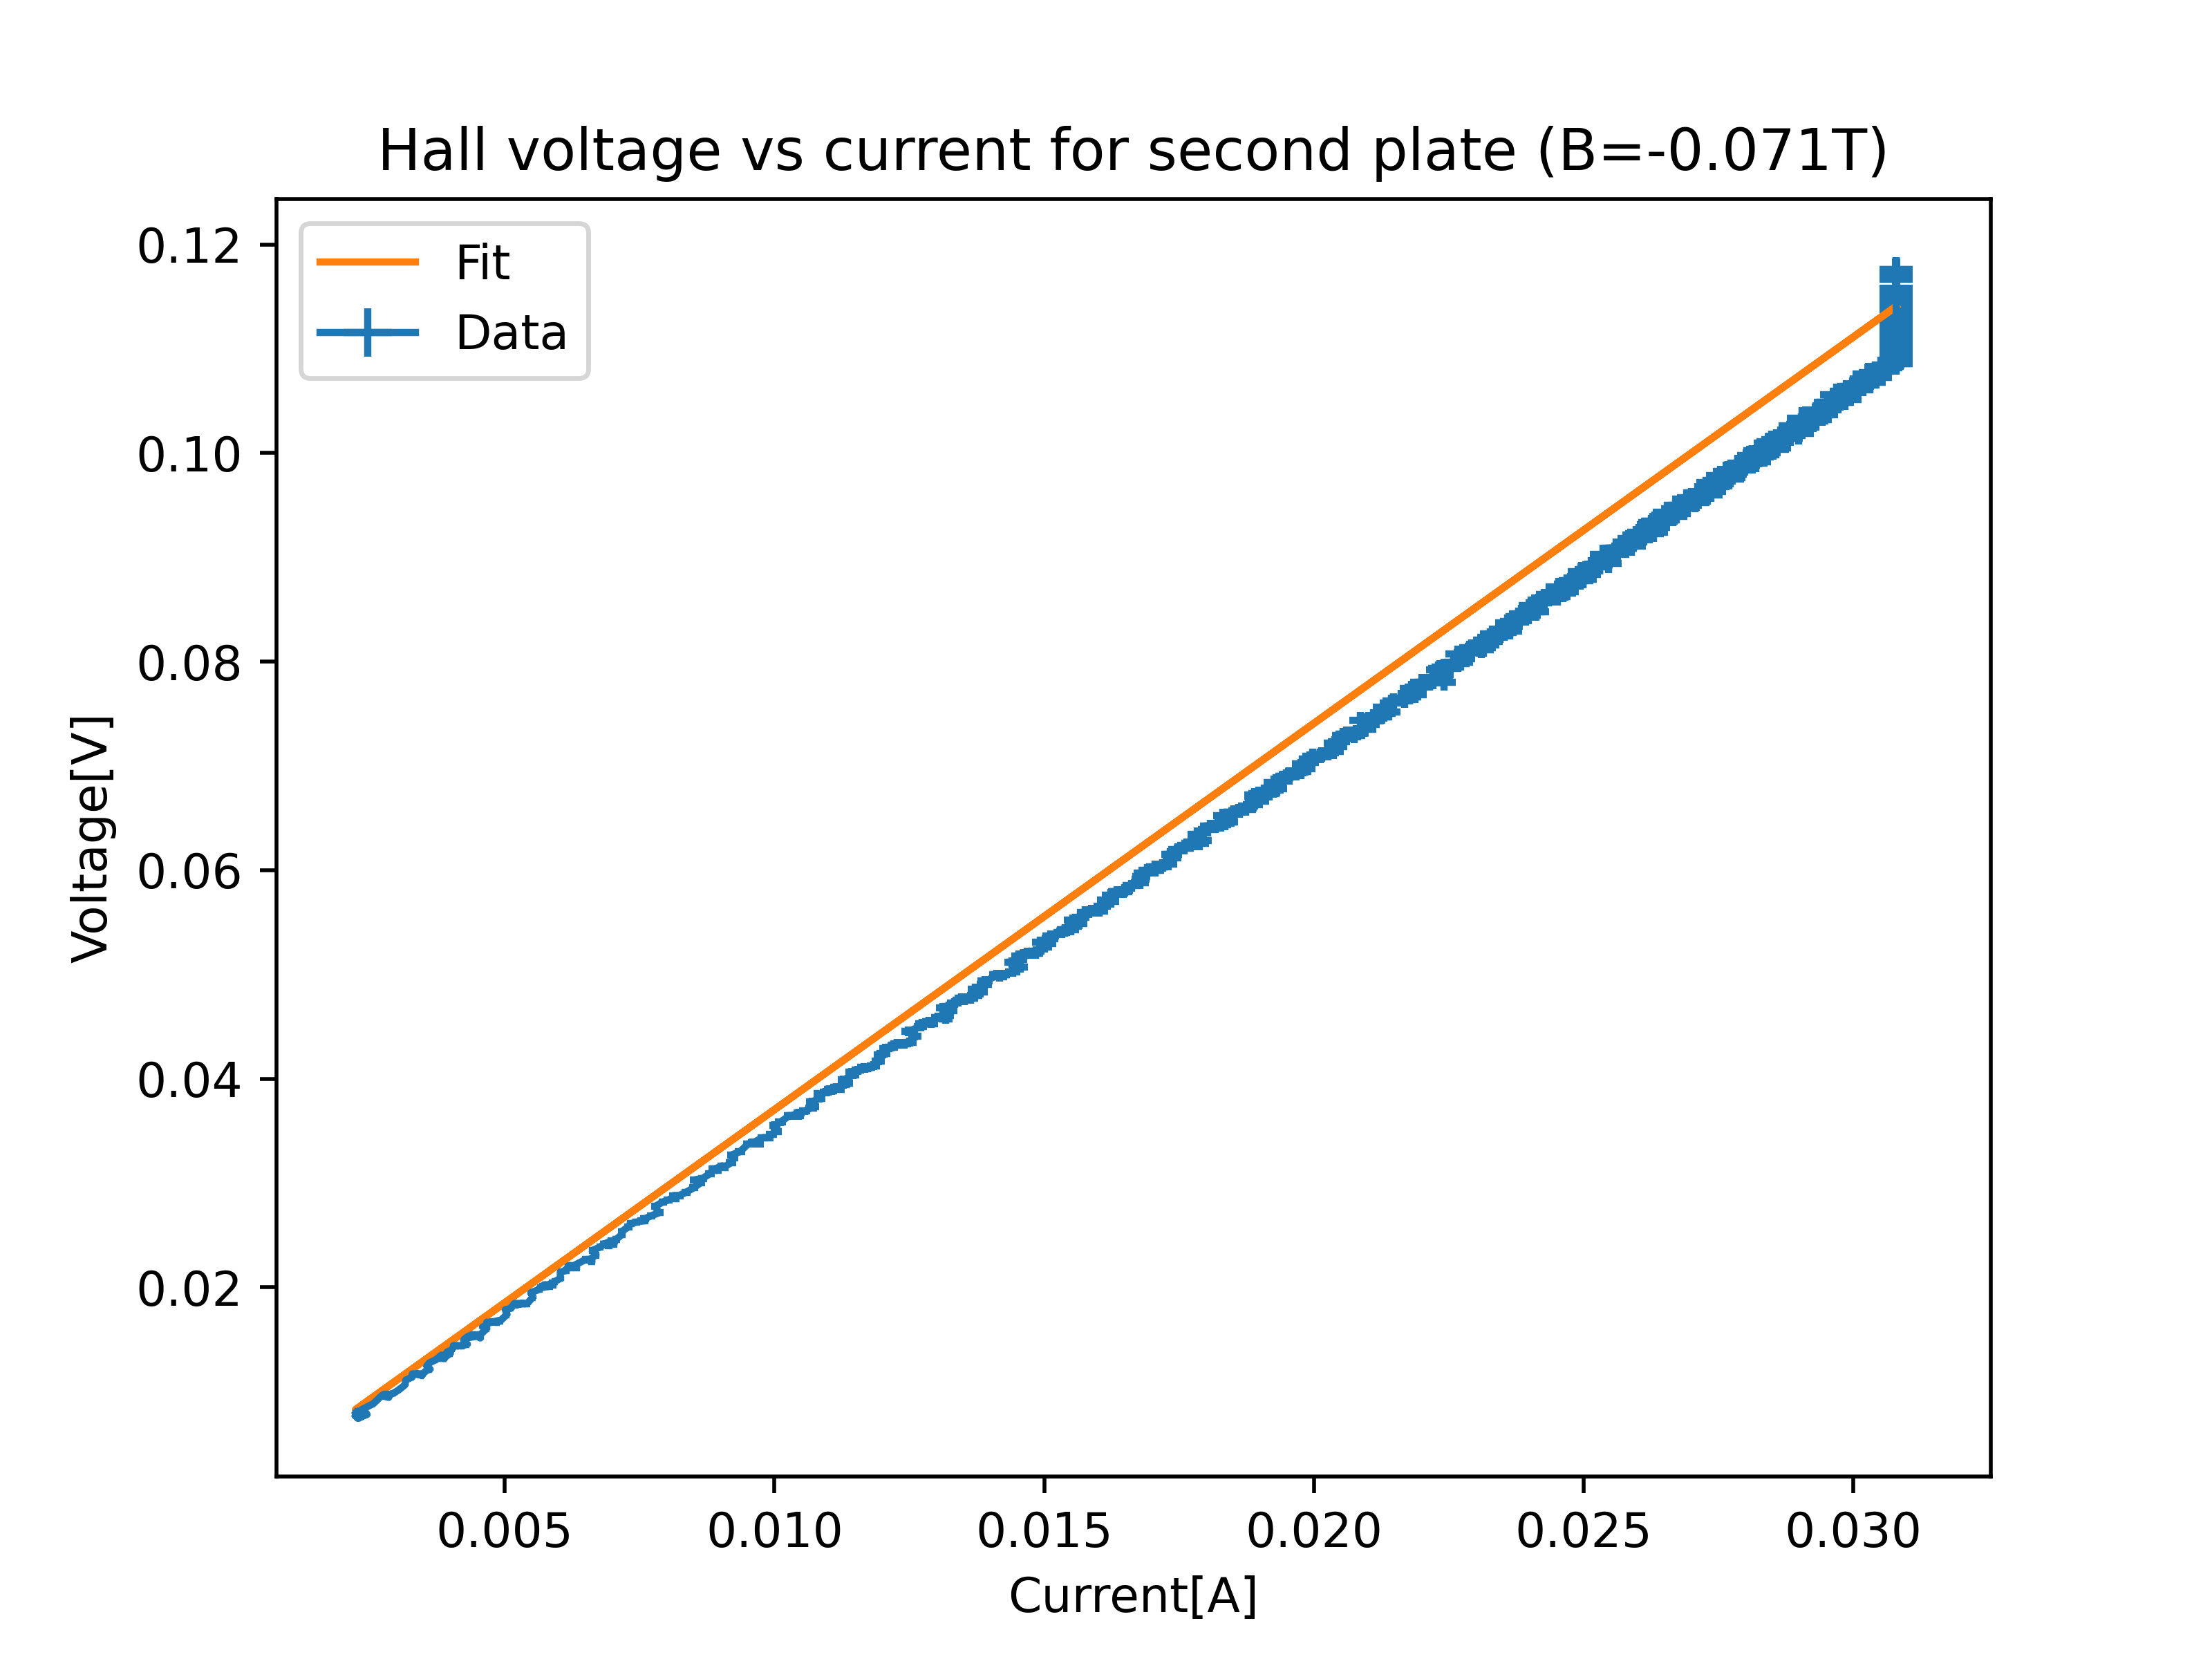 Hall voltage vs current for second plate (B=-0.071T)
Fit
Data
0.12
0.10
0.08
0.06
0.04
0.02
Voltage[V]
0.005 0.010 0.015 0.020 0.025 0.030
Current[A]